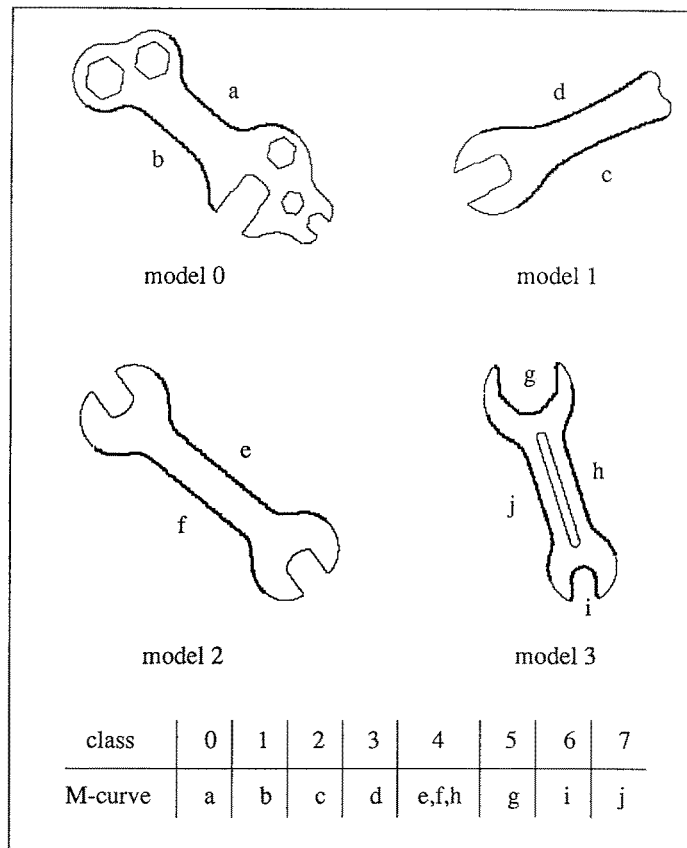 a
b
model 0
d
c
model 1
e
f
model 2
g
h
j
i
model 3
class 0 1 2 3 4 5 6 7
M-curve a b c d e,f,h g i j